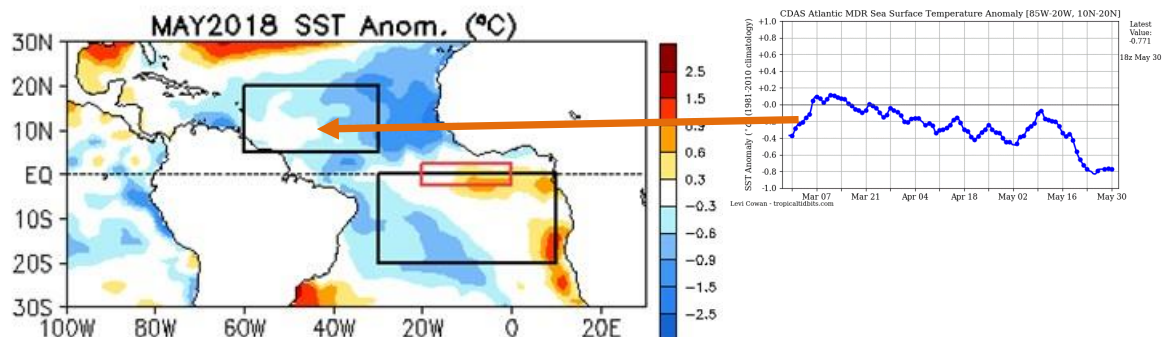 MAY2018 SST Anom. (°C)
30N
20N
10N
EQ
10S
20S
30S
100W 80W 60W 40W 20W 0 20E
2.5
1.5
0.9
0.6
0.3
-0.3
-0.6
-0.9
-1.5
-2.5
CDAS Atlantic MDR Sea Surface Temperature Anomaly [85W-20W, 10N-20N]
SST Anomaly (°C) (1981-2010 climatology)
+1.0
+0.8
+0.6
+0.4
+0.2
-0.0
-0.2
-0.4
-0.6
-0.8
-1.0
Mar 07 Mar 21 Apr 04 Apr 18 May 02 May 16 May 30
Levi Cowan - tropicaltidbits.com
Latest
Value:
-0.771
18z May 30